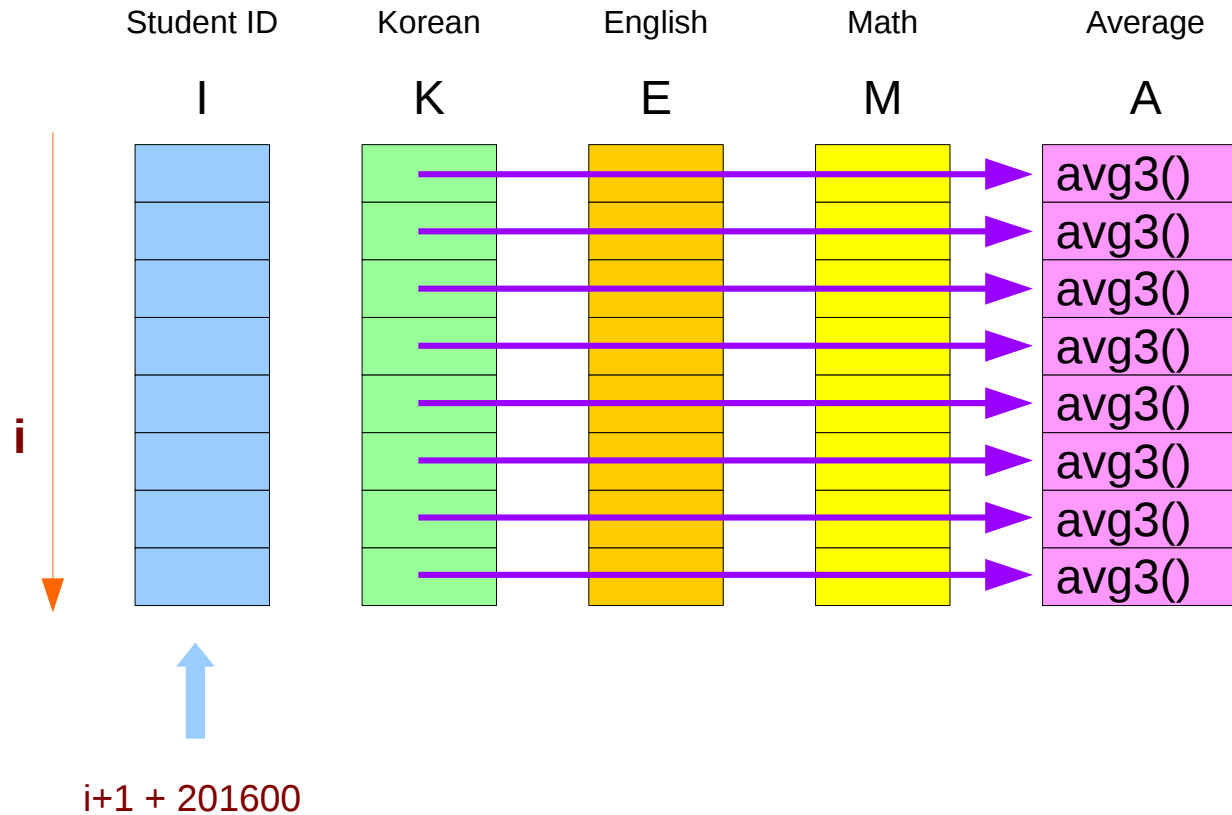 Student ID Korean English Math Average
I K E M A
avg3()
avg3()
avg3()
avg3()
avg3()
i
avg3()
avg3()
avg3()
i+1 + 201600